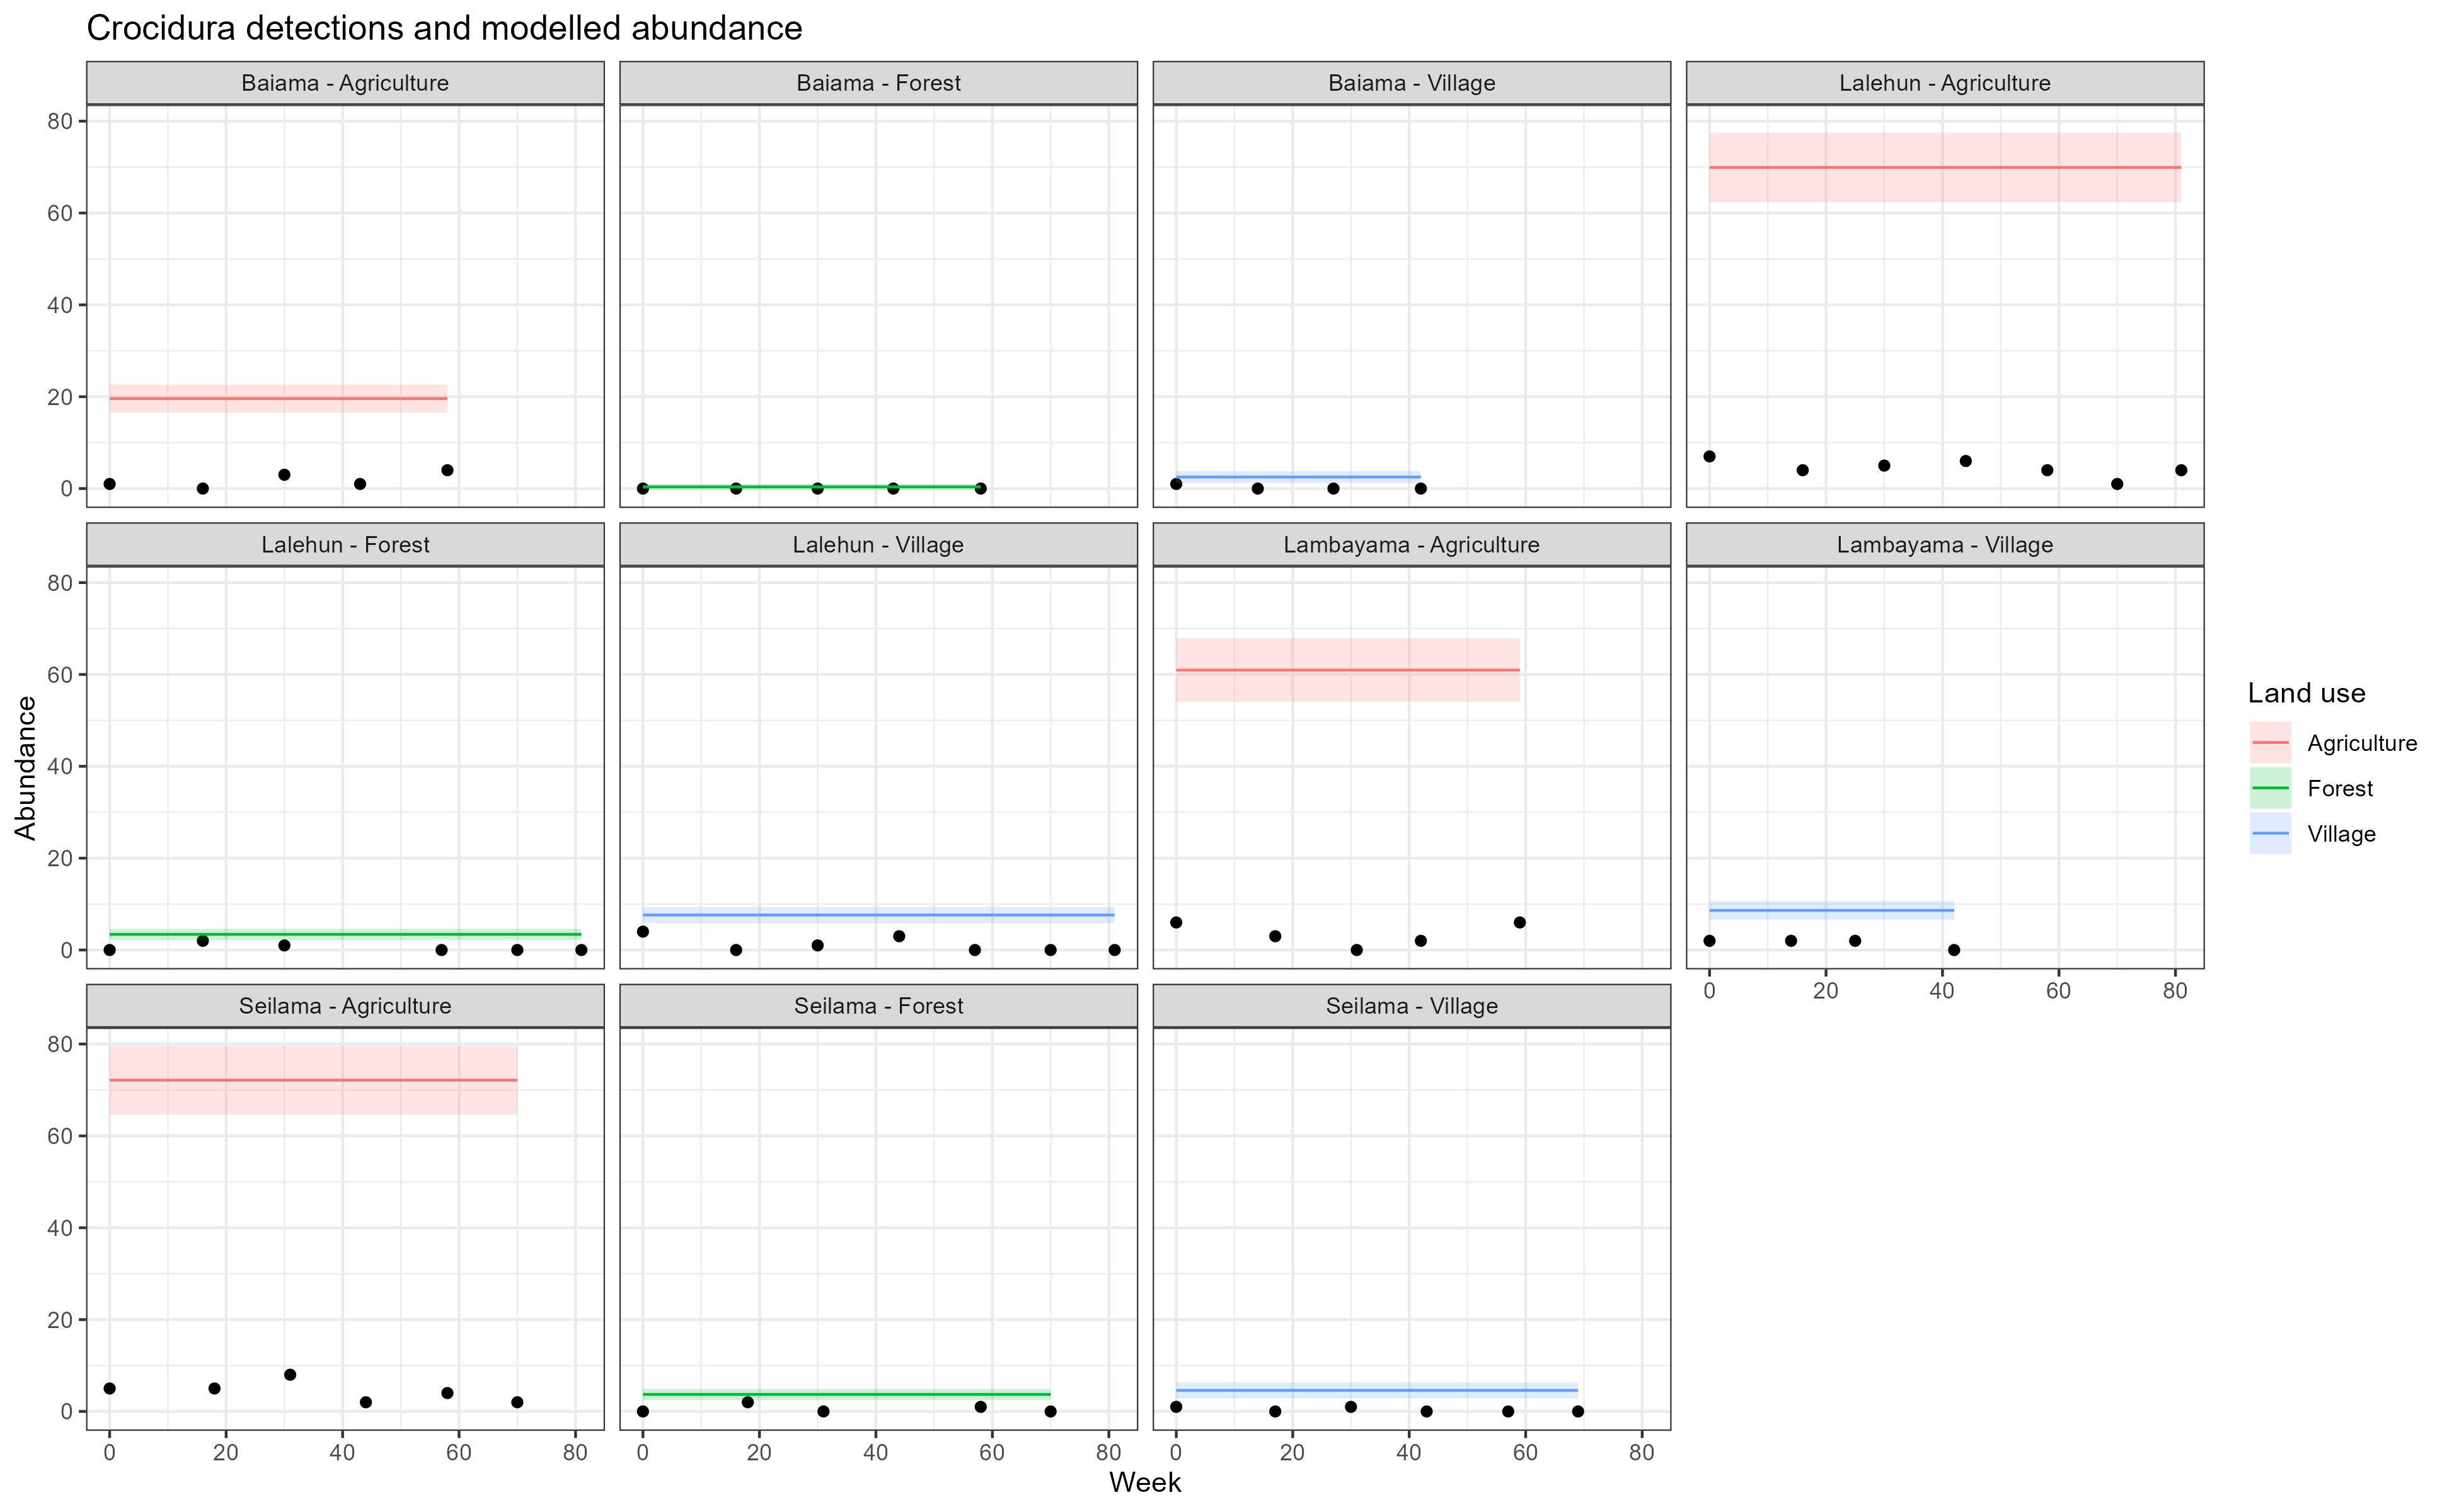 Crocidura detections and modelled abundance
Baiama - Agriculture
Baiama - Forest
Baiama - Village
Lalehun - Agriculture
80
60
40
20
0
Lalehun - Forest
Lalehun - Village
Lambayama - Agriculture
Lambayama - Village
80
60
40
20
0
0 20 40 60 80
Seilama - Agriculture
Seilama - Forest
Seilama - Village
80
60
40
20
0
0 20 40 60 80
0 20 40 60 80
0 20 40 60 80
Abundance
Week
Land use
Agriculture
Forest
Village